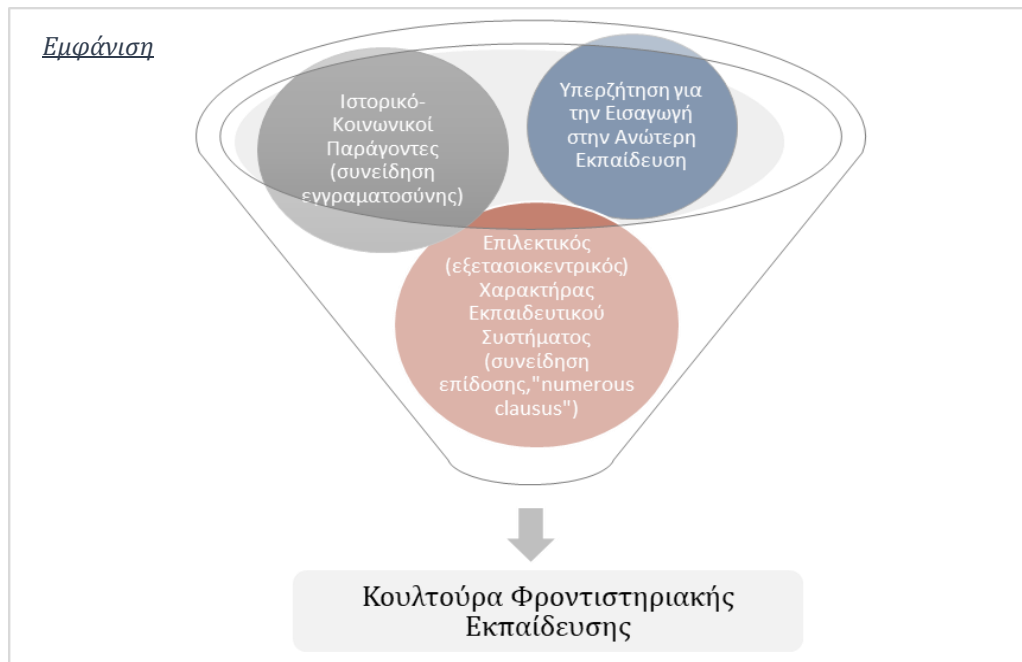 Εμφάνιση
Ιστορικό-
Κοινωνικοί
Παράγοντες
(συνείδηση
εγγραματοσύνης)
Υπερζήτηση για
την Εισαγωγή
στην Ανώτερη
Εκπαίδευση
Επιλεκτικός
(εξετασιοκεντρικός)
Χαρακτήρας
Εκπαιδευτικού
Συστήματος
(συνείδηση
επίδοσης,"numerous
clausus")
Κουλτούρα Φροντιστηριακής
Εκπαίδευσης